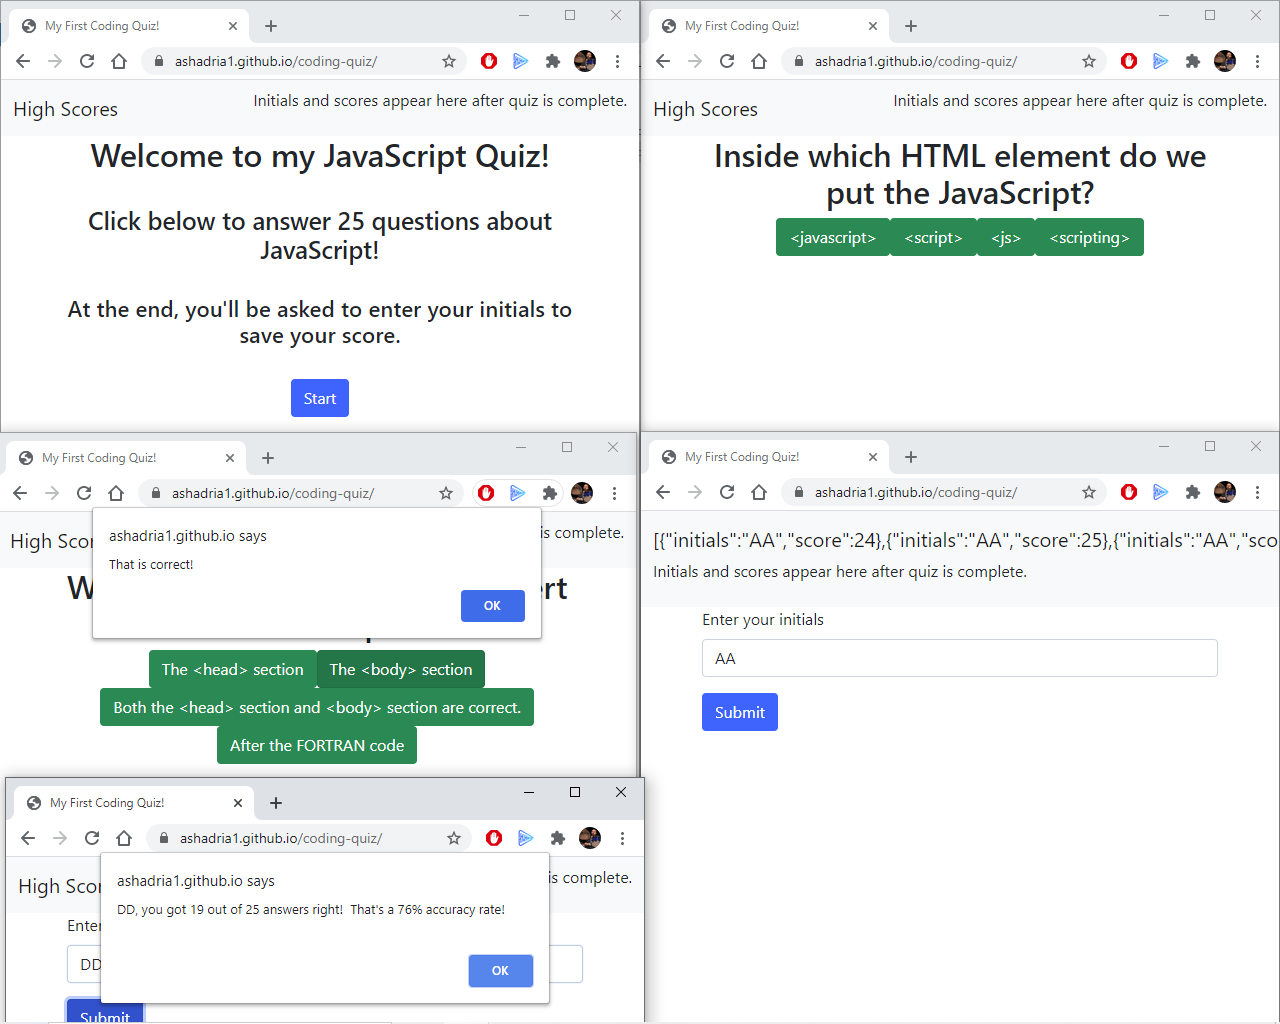 My First Coding Quiz!
ashadria1.github.io/coding-quiz/
High Scores
Initials and scores appear here after quiz is complete.
Welcome to my JavaScript Quiz!
Click below to answer 25 questions about
JavaScript!
At the end, you'll be asked to enter your initials to
save your score.
Start
My First Coding Quiz!
ashadria1.github.io/coding-quiz/
High Scores
Initials and scores appear here after quiz is complete.
Inside which HTML element do we
put the JavaScript?
<javascript> <script> <js> <scripting>
My First Coding Quiz!
ashadria1.github.io/coding-quiz/
High Scor
is complete.
ashadria1.github.io says
That is correct!
OK
W
ert
The <head> section The <body> section
Both the <head> section and <body> section are correct.
After the FORTRAN code
My First Coding Quiz!
ashadria1.github.io/coding-quiz/
[{"initials":"AA","score":24},{"initials":"AA","score":25},{"initials":"AA","sco
Initials and scores appear here after quiz is complete.
Enter your initials
AA
Submit
My First Coding Quiz!
ashadria1.github.io/coding-quiz/
High Scor
is complete.
ashadria1.github.io says
DD, you got 19 out of 25 answers right! That's a 76% accuracy rate!
OK
Enter
DD
Submit